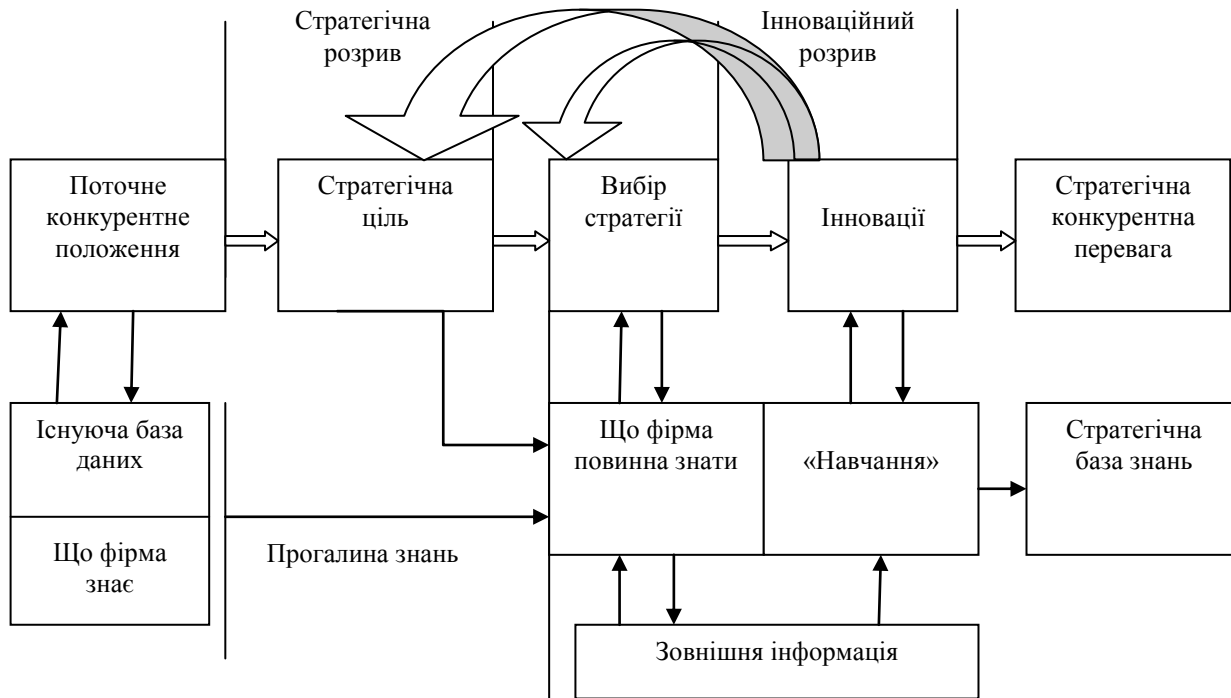 Стратегічна
розрив
Інноваційний
розрив
Поточне
конкурентне
положення
Стратегічна
ціль
Вибір
стратегії
Інновації
Стратегічна
конкурентна
перевага
Існуюча база
даних
Що фірма
знає
Прогалина знань
Що фірма
повинна знати
«Навчання»
Стратегічна
база знань
Зовнішня інформація